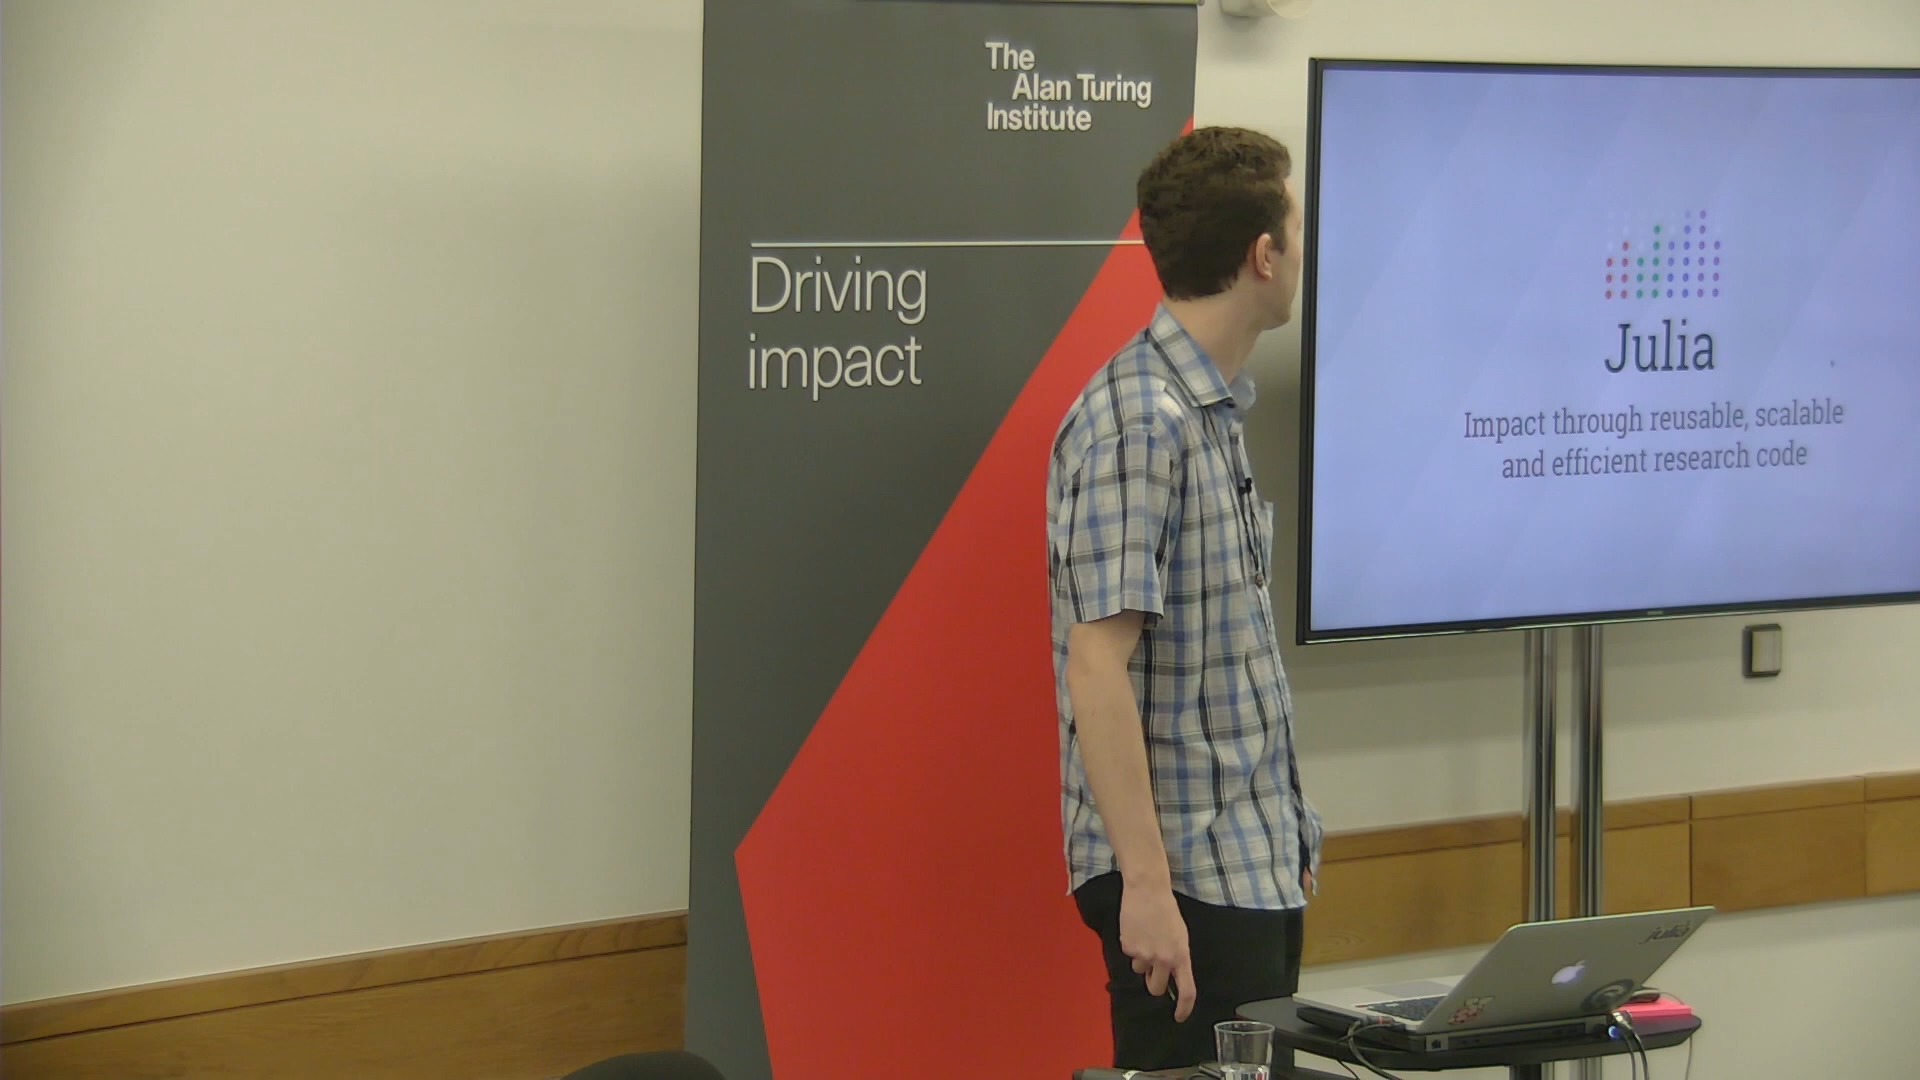 The
Alan Turing
Institute
Driving
impact
Julia
Impact through reusable, scalable
and efficient research code
julia